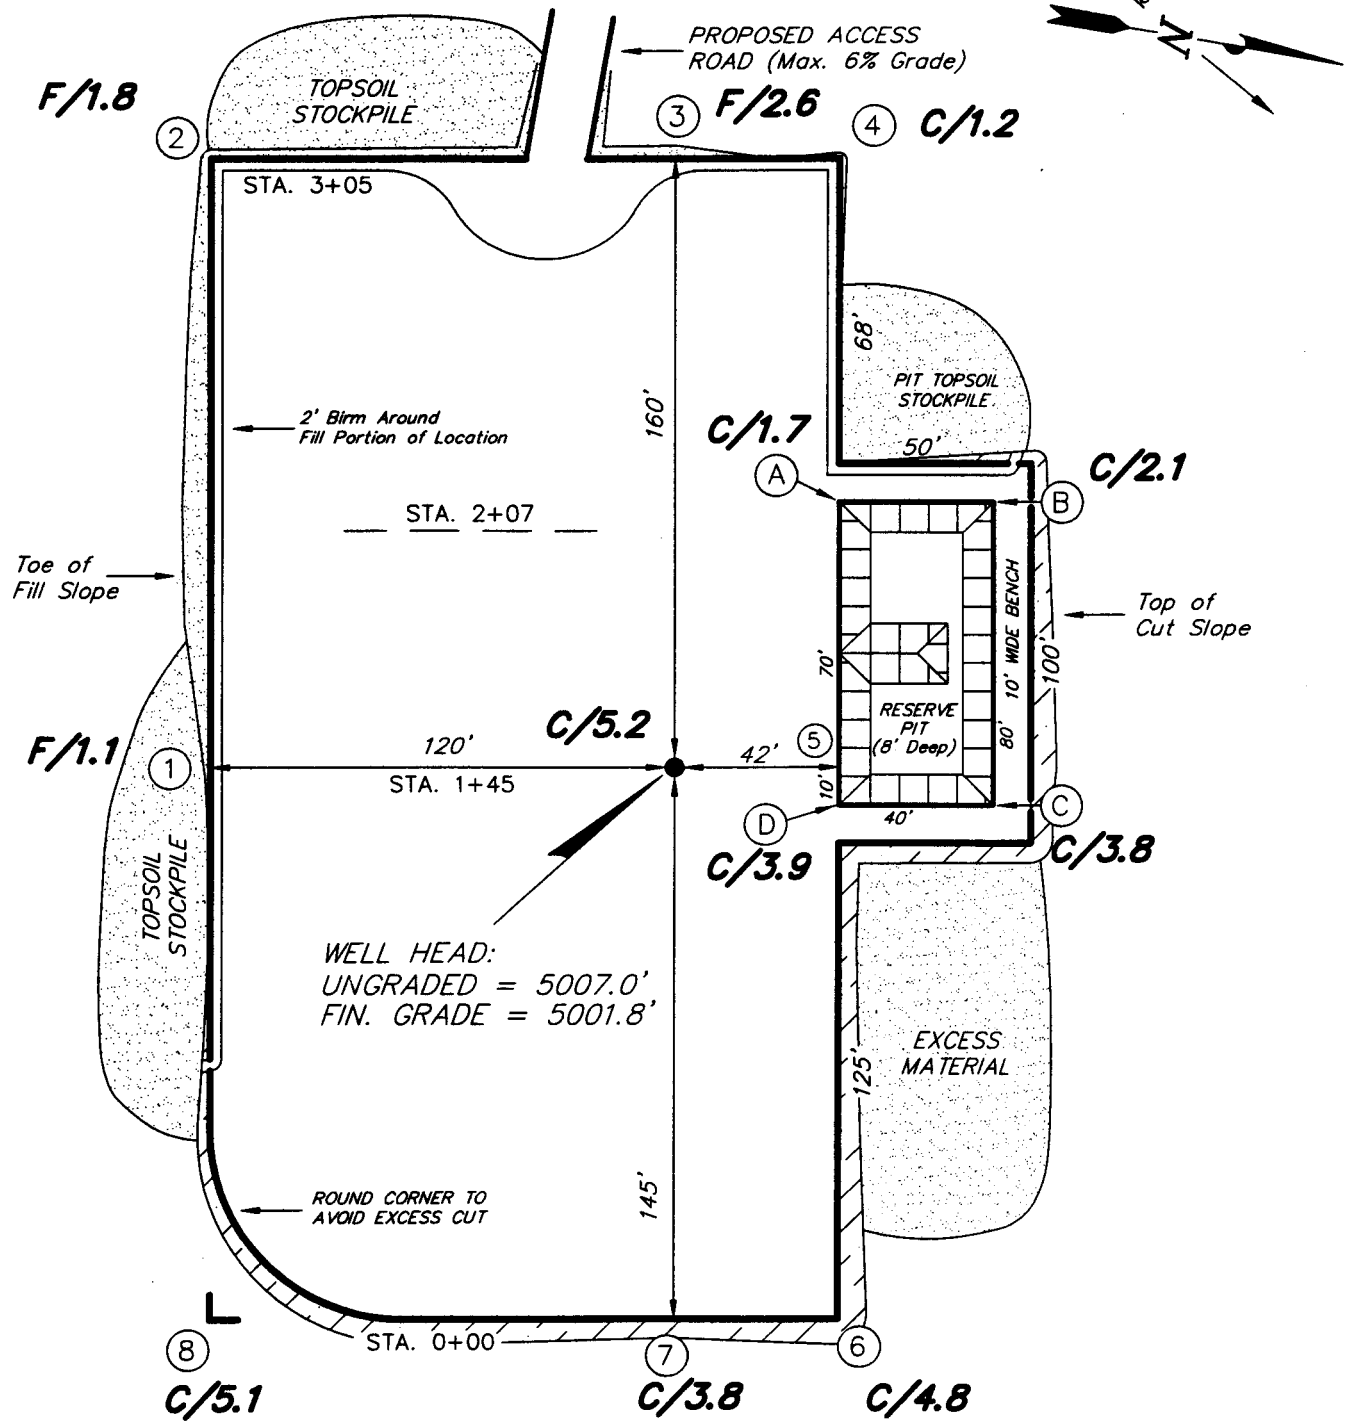 PROPOSED ACCESS
ROAD (Max. 6% Grade)
N
F/1.8
TOPSOIL
STOCKPILE
2
3
F/2.6
4
C/1.2
STA. 3+05
68'
PIT TOPSOIL
STOCKPILE
160'
2' Birm Around
Fill Portion of Location
C/1.7
50'
C/2.1
A
B
STA. 2+07
Toe of
Fill Slope
10' WIDE BENCH
Top of
Cut Slope
100'
70'
RESERVE
PIT
(8' Deep)
80'
F/1.1
1
120'
C/5.2
42'
5
STA. 1+45
10'
40'
D
C
C/3.9
C/3.8
TOPSOIL
STOCKPILE
WELL HEAD:
UNGRADED = 5007.0'
FIN. GRADE = 5001.8'
EXCESS
MATERIAL
125'
145'
ROUND CORNER TO
AVOID EXCESS CUT
STA. 0+00
8
7
6
C/5.1
C/3.8
C/4.8